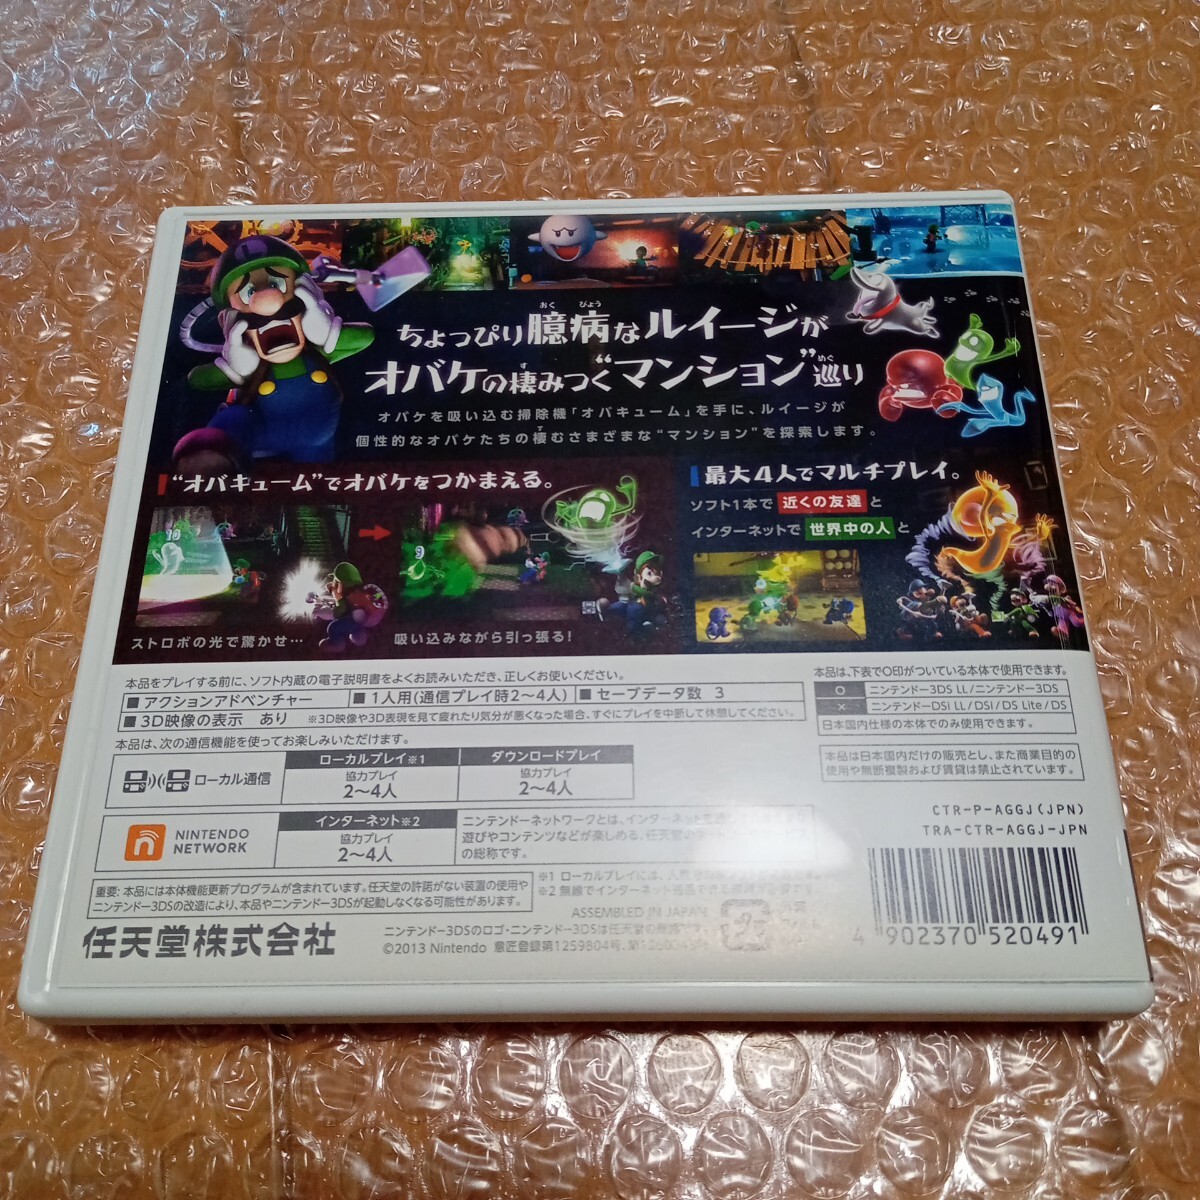 ちょっぴり臆病なルイージが
おく びょう
オバケの棲みつく“マンション”巡り
す めぐ
オバケを吸い込む掃除機「オバキューム」を手に、ルイージが
個性的なオバケたちの棲むさまざまな“マンション”を探索します。
す
“オバキューム”でオバケをつかまえる。
ストロボの光で驚かせ…
吸い込みながら引っ張る!
最大4人でマルチプレイ。
ソフト1本で 近くの友達 と
インターネットで 世界中の人 と
本品をプレイする前に、ソフト内蔵の電子説明書をよくお読みいただき、正しくお使いください。
■アクションアドベンチャー ■1人用(通信プレイ時2〜4人) ■セーブデータ数 3
■3D映像の表示 あり ※3D映像や3D表現を見て疲れたり気分が悪くなった場合、すぐにプレイを中断して休憩してください。
本品は、次の通信機能を使ってお楽しみいただけます。
ローカル通信
ローカルプレイ※1
協力プレイ
2〜4人
ダウンロードプレイ
協力プレイ
2〜4人
NINTENDO
NETWORK
インターネット※2
協力プレイ
2〜4人
ニンテンドーネットワークとは、インターネットを
遊びやコンテンツなどが楽しめる、任天堂の
の総称です。
※1 ローカルプレイには、
※2 無線でインターネット
重要: 本品には本体機能更新プログラムが含まれています。任天堂の許諾がない装置の使用や
ニンテンドー3DSの改造により、本品やニンテンドー3DSが起動しなくなる可能性があります。
任天堂株式会社
ASSEMBLED IN JAPAN
ニンテンドー3DSのロゴ・ニンテンドー3DSは任天堂の
©2013 Nintendo 意匠登録第1259804号、
本品は、下表で○印がついている本体で使用できます。
○ ニンテンドー3DS LL/ニンテンドー3DS
× ニンテンドーDSi LL/DSi/DS Lite/DS
日本国内仕様の本体でのみ使用できます。
本品は日本国内だけの販売とし、また商業目的の
使用や無断複製および賃貸は禁止されています。
CTR-P-AGGJ(JPN)
TRA-CTR-AGGJ-JPN
4 902370 520491